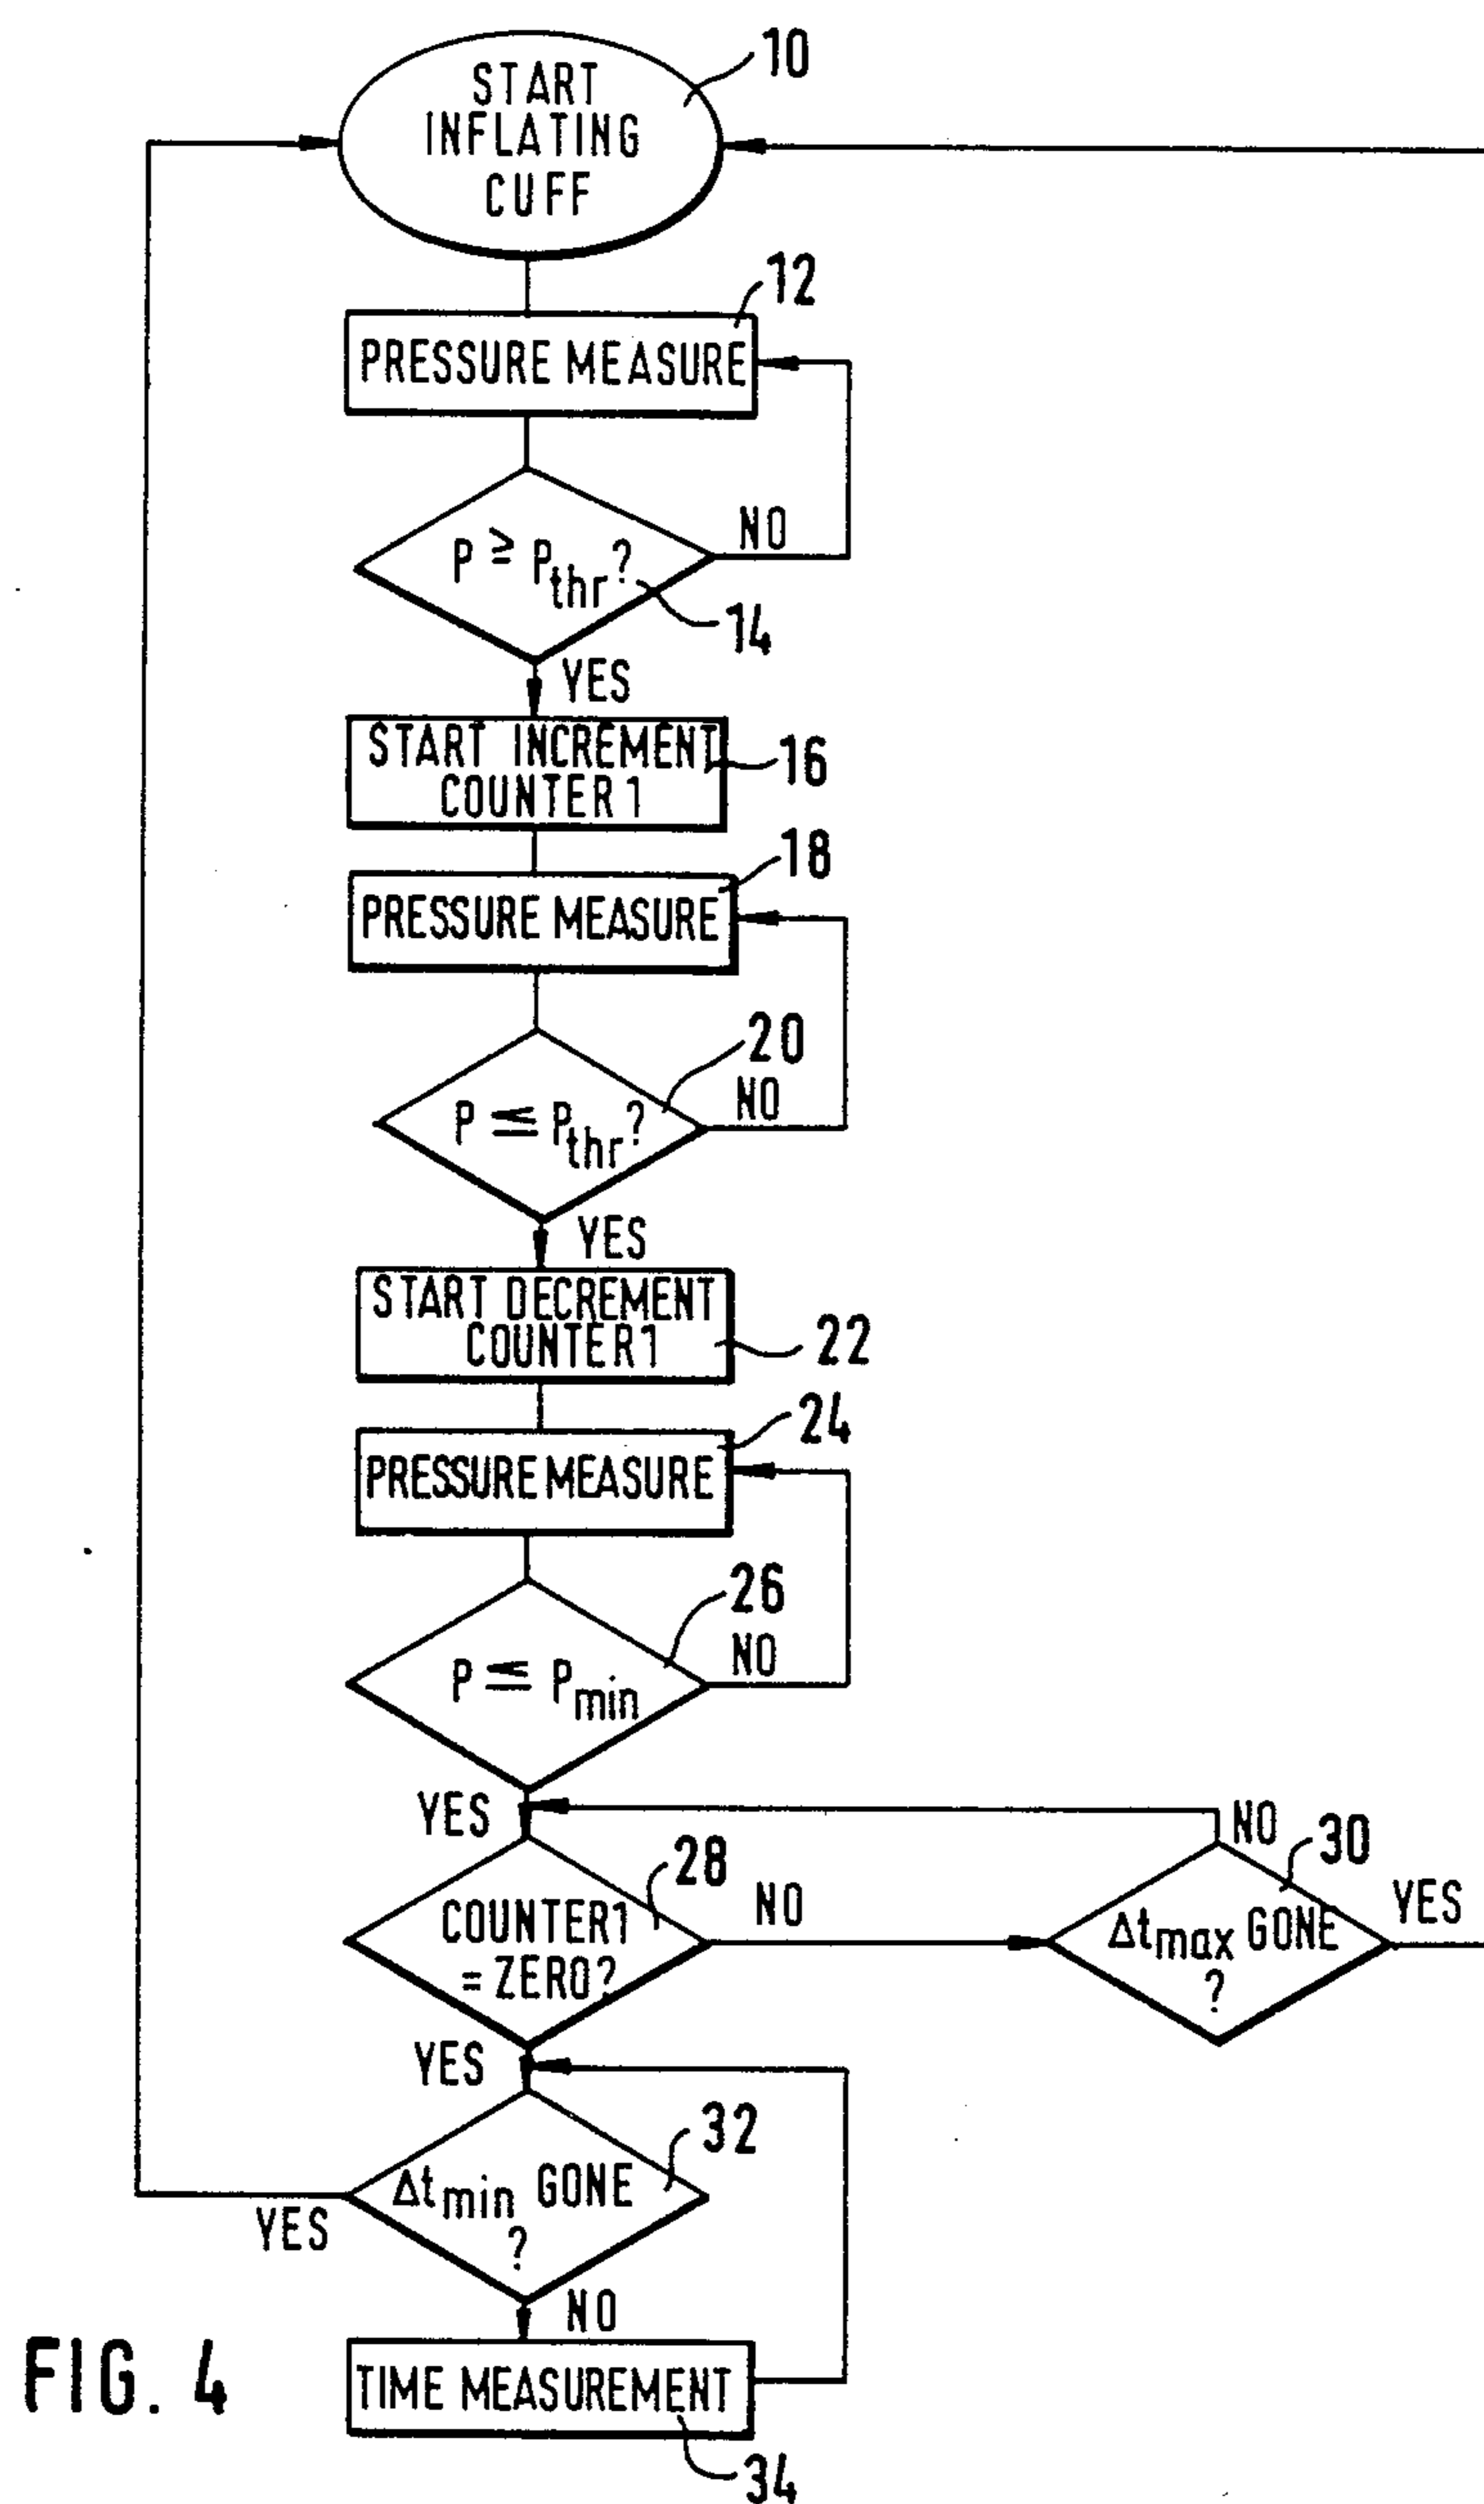 10
START
INFLATING
CUFF
12
PRESSURE MEASURE
P ≥ Pthr?
NO
14
YES
START INCREMENT
COUNTER 1
16
18
PRESSURE MEASURE
20
NO
P ≤ Pthr?
YES
START DECREMENT
COUNTER 1
22
24
PRESSURE MEASURE
26
NO
P ≤ Pmin
YES
28
NO
30
COUNTER 1
= ZERO?
NO
Δtmax GONE
?
YES
YES
32
Δtmin GONE
?
YES
NO
TIME MEASUREMENT
34
FIG. 4